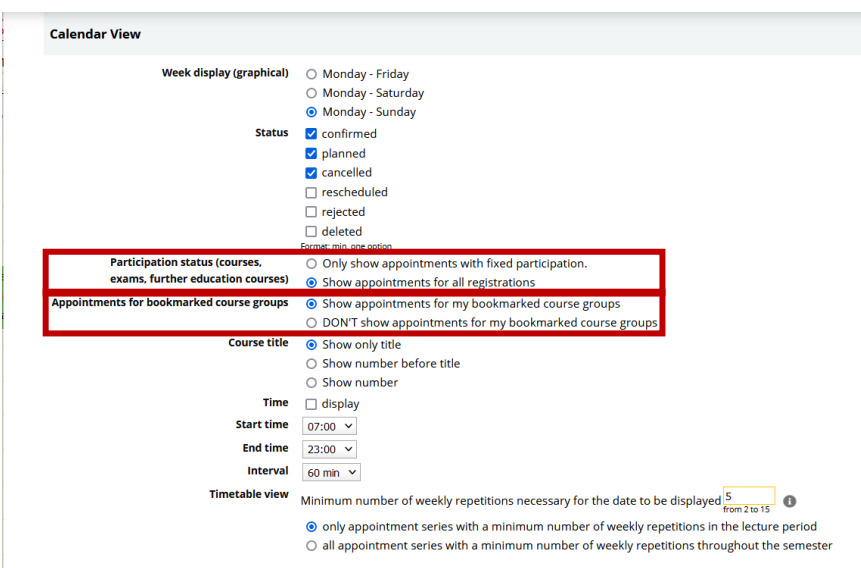 Calendar View
Week display (graphical)
Monday - Friday
Monday - Saturday
Monday - Sunday
Status
confirmed
planned
cancelled
rescheduled
rejected
deleted
Format: min. one option
Participation status (courses,
exams, further education courses)
Only show appointments with fixed participation.
Show appointments for all registrations
Appointments for bookmarked course groups
Show appointments for my bookmarked course groups
DON'T show appointments for my bookmarked course groups
Course title
Show only title
Show number before title
Show number
Time
display
Start time
07:00
End time
23:00
Interval
60 min
Timetable view
Minimum number of weekly repetitions necessary for the date to be displayed 5
from 2 to 15
only appointment series with a minimum number of weekly repetitions in the lecture period
all appointment series with a minimum number of weekly repetitions throughout the semester